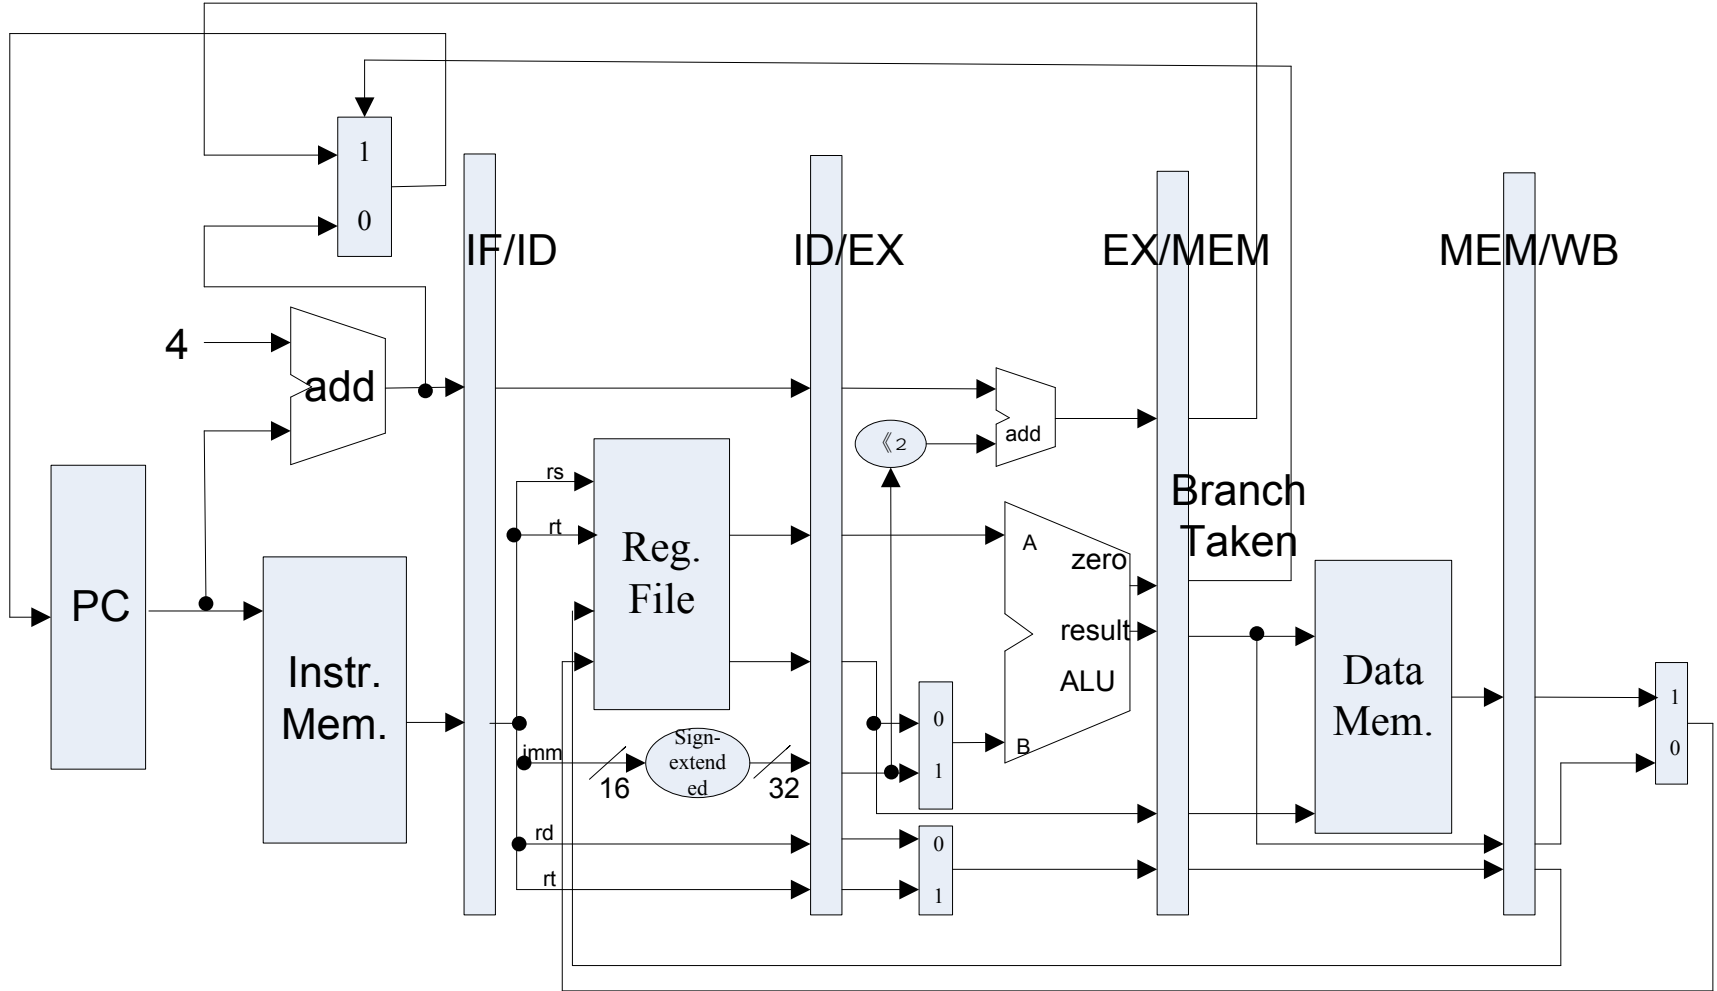 1
0
IF/ID
ID/EX
EX/MEM
MEM/WB
4
add
《2
add
rs
rt
Reg.
File
Branch
Taken
A
zero
result
ALU
B
PC
Instr.
Mem.
Data
Mem.
1
0
0
1
imm
16
Sign-
extend
ed
32
rd
rt
0
1